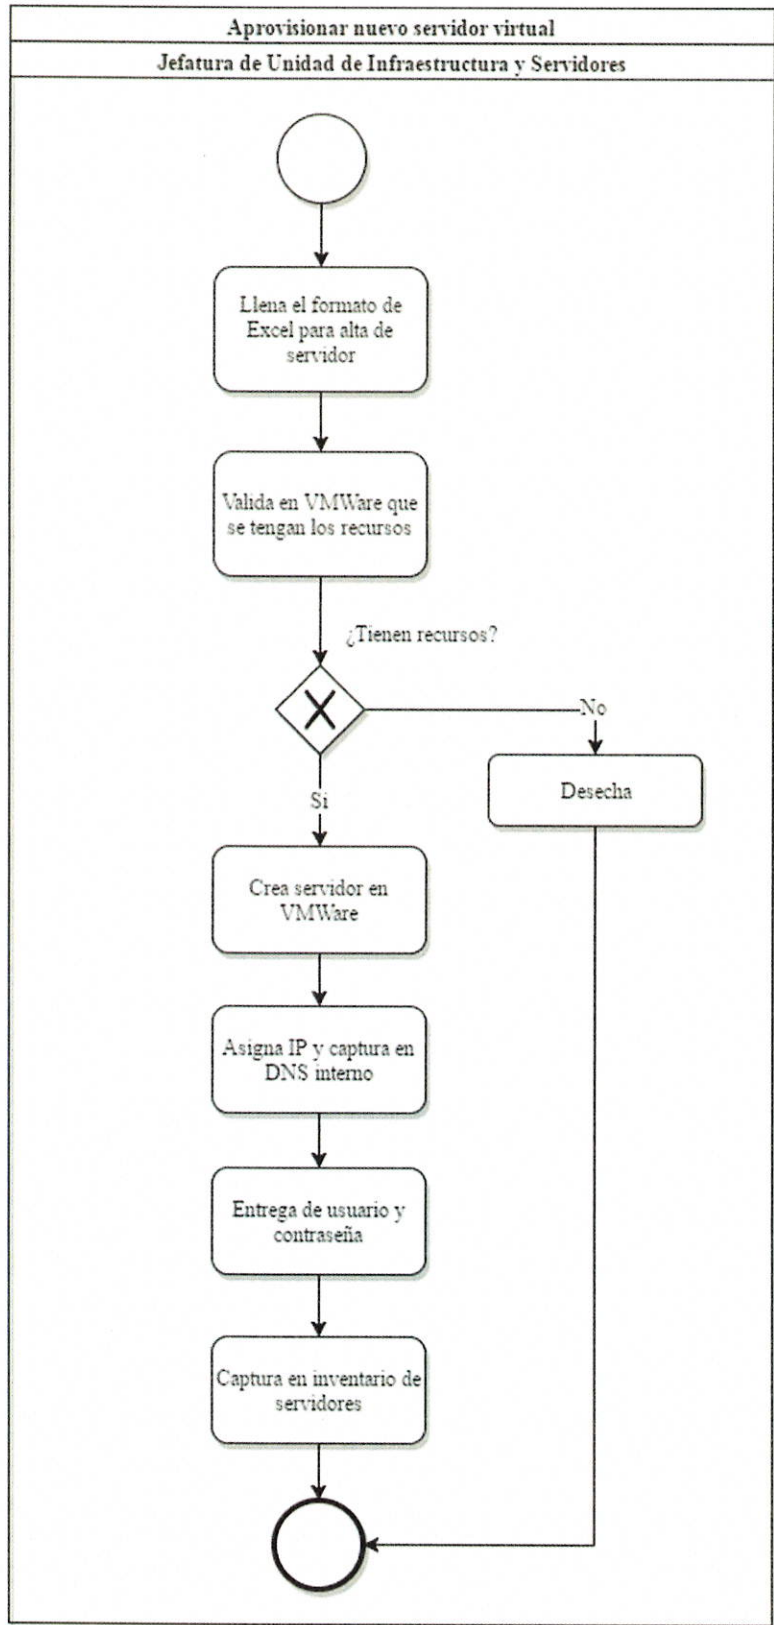 Aprovisionar nuevo servidor virtual
Jefatura de Unidad de Infraestructura y Servidores
Llena el formato de
Excel para alta de
servidor
Valida en VMWare que
se tengan los recursos
¿Tienen recursos?
No
Desecha
Si
Crea servidor en
VMWare
Asigna IP y captura en
DNS interno
Entrega de usuario y
contraseña
Captura en inventario de
servidores